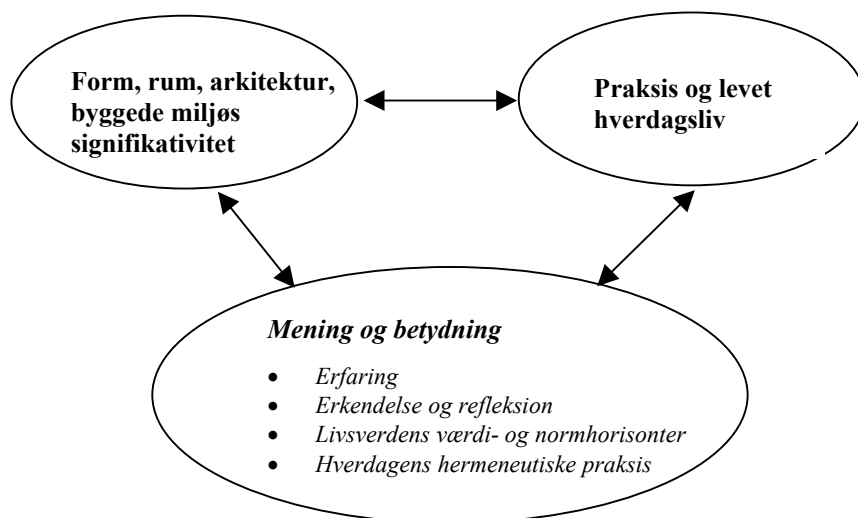 Form, rum, arkitektur,
byggede miljøs
signifikativitet
Praksis og levet
hverdagsliv
Mening og betydning
• Erfaring
• Erkendelse og refleksion
• Livsverdens værdi- og normhorisonter
• Hverdagens hermeneutiske praksis